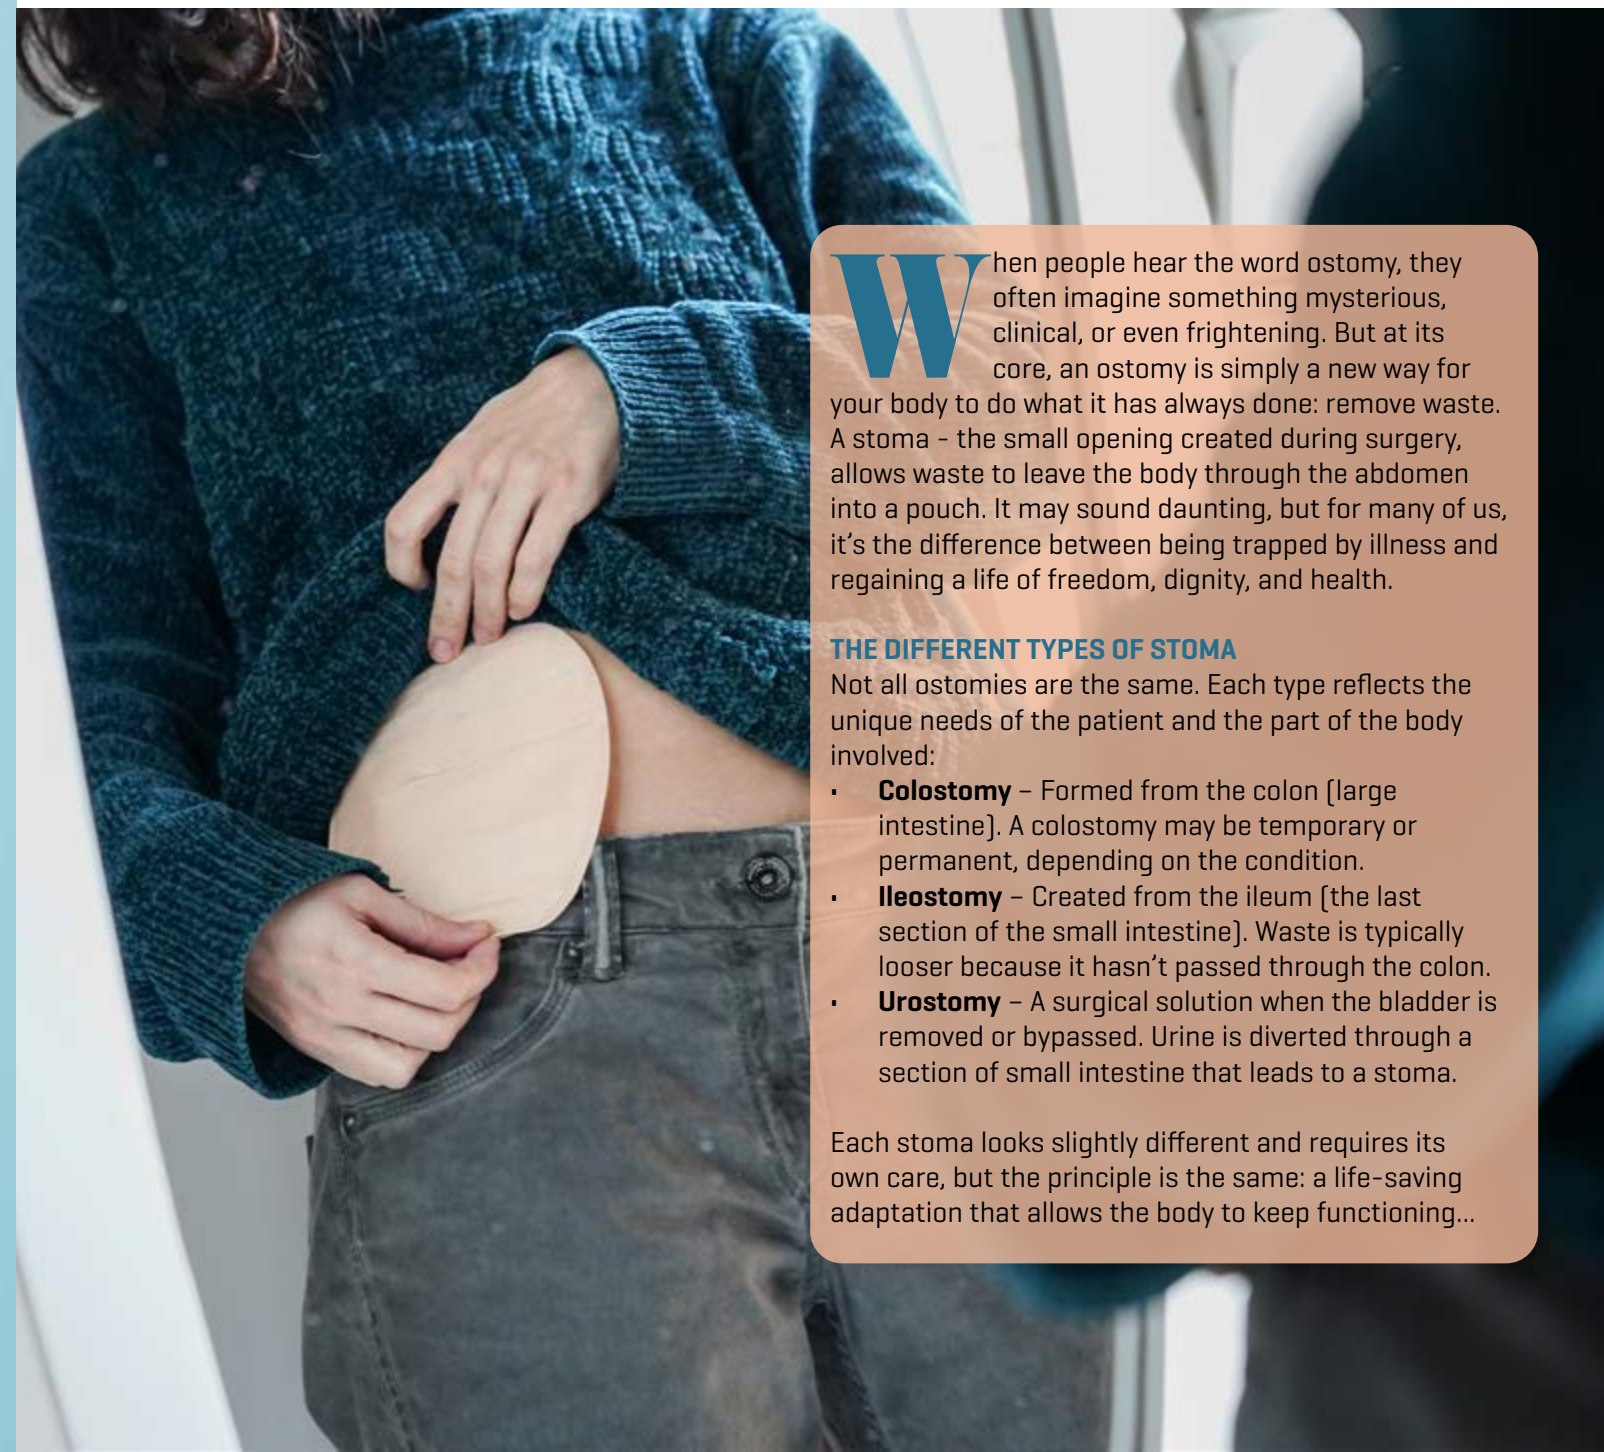 When people hear the word ostomy, they
often imagine something mysterious,
clinical, or even frightening. But at its
core, an ostomy is simply a new way for
your body to do what it has always done: remove waste.
A stoma - the small opening created during surgery,
allows waste to leave the body through the abdomen
into a pouch. It may sound daunting, but for many of us,
it's the difference between being trapped by illness and
regaining a life of freedom, dignity, and health.
THE DIFFERENT TYPES OF STOMA
Not all ostomies are the same. Each type reflects the
unique needs of the patient and the part of the body
involved:
• Colostomy – Formed from the colon (large
intestine). A colostomy may be temporary or
permanent, depending on the condition.
• Ileostomy – Created from the ileum (the last
section of the small intestine). Waste is typically
looser because it hasn't passed through the colon.
• Urostomy – A surgical solution when the bladder is
removed or bypassed. Urine is diverted through a
section of small intestine that leads to a stoma.
Each stoma looks slightly different and requires its
own care, but the principle is the same: a life-saving
adaptation that allows the body to keep functioning...